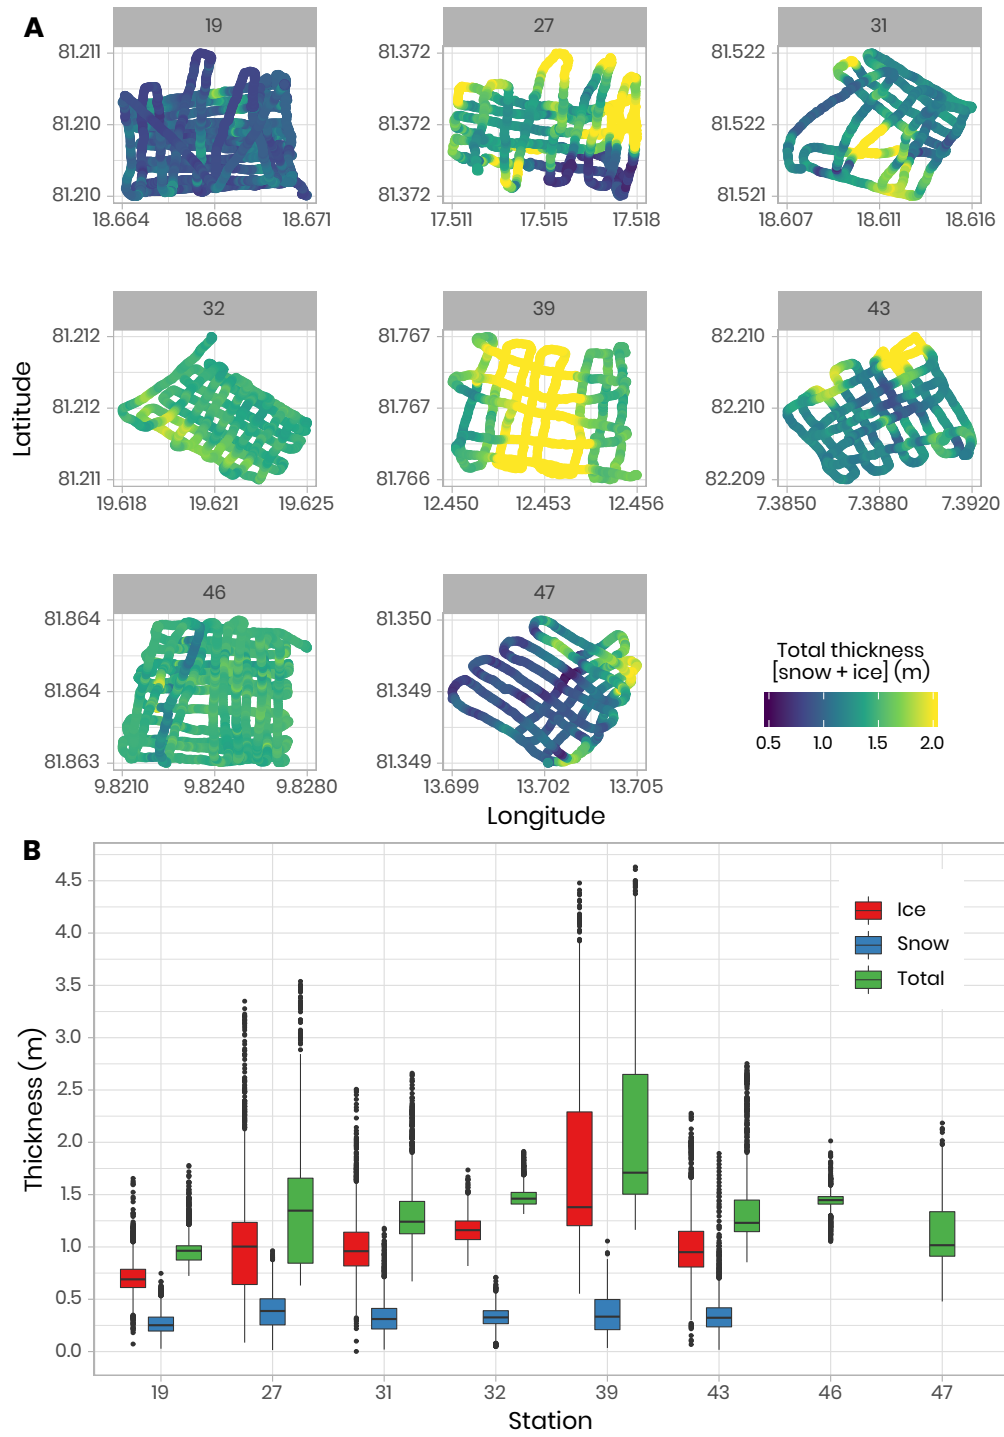 A
19
27
31
81.211
81.210
81.210
18.664 18.668 18.671
81.372
81.372
81.372
17.511 17.515 17.518
81.522
81.522
81.521
18.607 18.611 18.616
32
39
43
81.212
81.212
81.211
19.618 19.621 19.625
81.767
81.767
81.766
12.450 12.453 12.456
82.210
82.210
82.209
7.3850 7.3880 7.3920
Latitude
46
47
81.864
81.864
81.863
9.8210 9.8240 9.8280
81.350
81.349
81.349
13.699 13.702 13.705
Longitude
Total thickness
[snow + ice] (m)
0.5 1.0 1.5 2.0
B
4.5
4.0
3.5
3.0
2.5
2.0
1.5
1.0
0.5
0.0
Thickness (m)
Ice
Snow
Total
19 27 31 32 39 43 46 47
Station